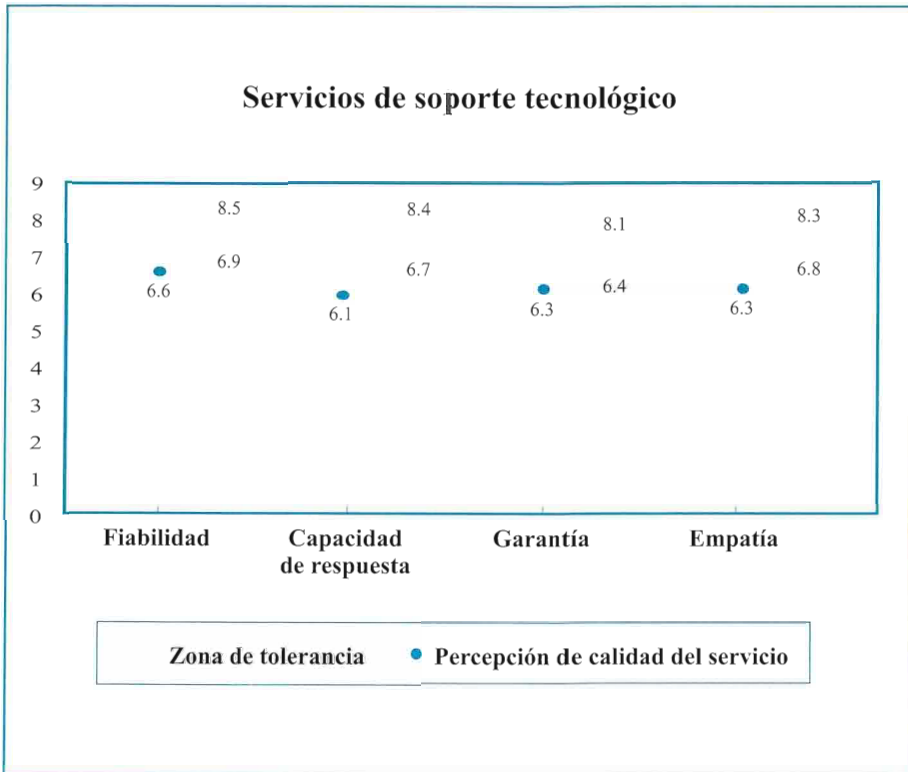 Servicios de soporte tecnológico
9
8
7
6
5
4
3
2
1
0
8.5
8.4
8.1
8.3
6.9
6.7
6.4
6.8
6.6
6.1
6.3
6.3
Fiabilidad
Capacidad
de respuesta
Garantía
Empatía
Zona de tolerancia
Percepción de calidad del servicio